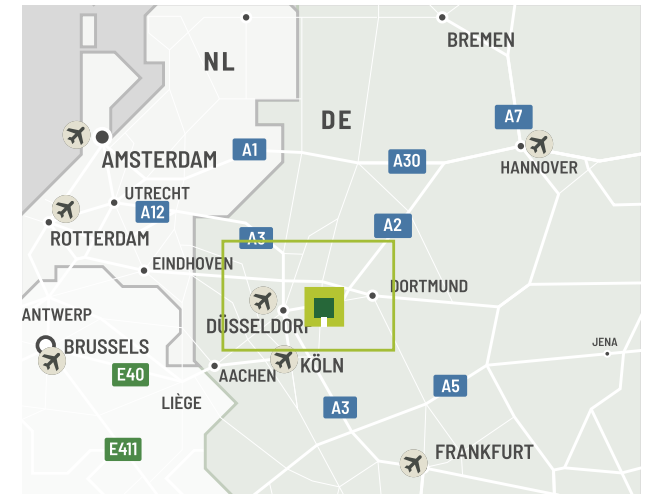 BREMEN
NL
DE
A7
AMSTERDAM
A1
A30
HANNOVER
UTRECHT
A12
A2
ROTTERDAM
A3
EINDHOVEN
DORTMUND
ANTWERP
DÜSSELDORF
BRUSSELS
JENA
KÖLN
E40
AACHEN
A5
LIÈGE
A3
E411
FRANKFURT